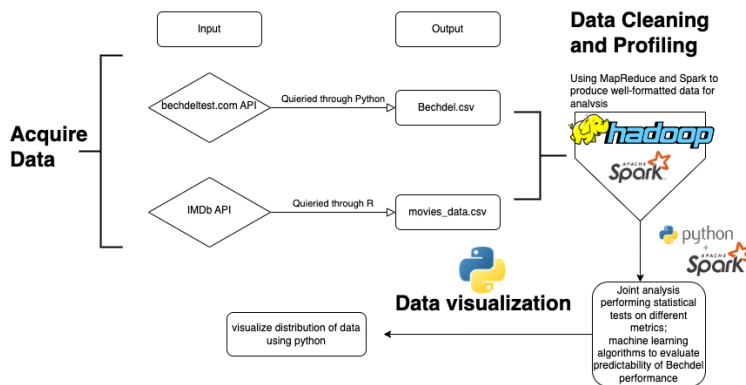 Input
Output
Data Cleaning
and Profiling
Using MapReduce and Spark to
produce well-formatted data for
analysis
bechdeltest.com API
Quieried through Python
Bechdel.csv
Acquire
Data
hadoop
APACHE
Spark
IMDb API
Quieried through R
movies_data.csv
python
+
APACHE
Spark
Data visualization
visualize distribution of data
using python
Joint analysis
performing statistical
tests on different
metrics;
machine learning
algorithms to evaluate
predictability of Bechdel
performance